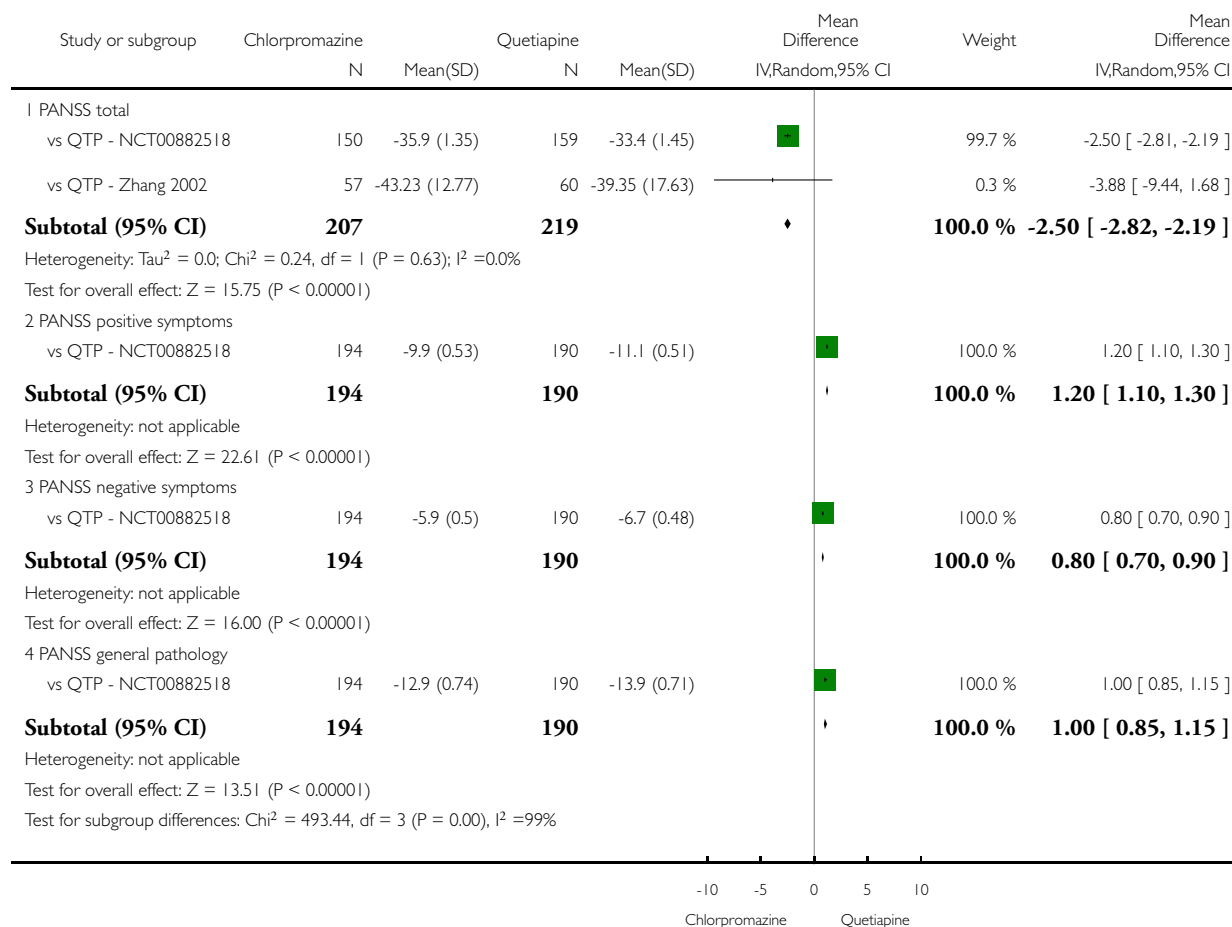 Study or subgroup Chlorpromazine Quetiapine Mean Difference Weight Mean Difference
N Mean(SD) N Mean(SD) IV,Random,95% CI IV,Random,95% CI
1 PANSS total
vs QTP - NCT00882518 150 -35.9 (1.35) 159 -33.4 (1.45) 99.7 % -2.50 [ -2.81, -2.19 ]
vs QTP - Zhang 2002 57 -43.23 (12.77) 60 -39.35 (17.63) 0.3 % -3.88 [ -9.44, 1.68 ]
Subtotal (95% CI) 207 219 100.0 % -2.50 [ -2.82, -2.19 ]
Heterogeneity: Tau² = 0.0; Chi² = 0.24, df = 1 (P = 0.63); I² =0.0%
Test for overall effect: Z = 15.75 (P < 0.00001)
2 PANSS positive symptoms
vs QTP - NCT00882518 194 -9.9 (0.53) 190 -11.1 (0.51) 100.0 % 1.20 [ 1.10, 1.30 ]
Subtotal (95% CI) 194 190 100.0 % 1.20 [ 1.10, 1.30 ]
Heterogeneity: not applicable
Test for overall effect: Z = 22.61 (P < 0.00001)
3 PANSS negative symptoms
vs QTP - NCT00882518 194 -5.9 (0.5) 190 -6.7 (0.48) 100.0 % 0.80 [ 0.70, 0.90 ]
Subtotal (95% CI) 194 190 100.0 % 0.80 [ 0.70, 0.90 ]
Heterogeneity: not applicable
Test for overall effect: Z = 16.00 (P < 0.00001)
4 PANSS general pathology
vs QTP - NCT00882518 194 -12.9 (0.74) 190 -13.9 (0.71) 100.0 % 1.00 [ 0.85, 1.15 ]
Subtotal (95% CI) 194 190 100.0 % 1.00 [ 0.85, 1.15 ]
Heterogeneity: not applicable
Test for overall effect: Z = 13.51 (P < 0.00001)
Test for subgroup differences: Chi² = 493.44, df = 3 (P = 0.00), I² =99%
-10 -5 0 5 10
Chlorpromazine Quetiapine